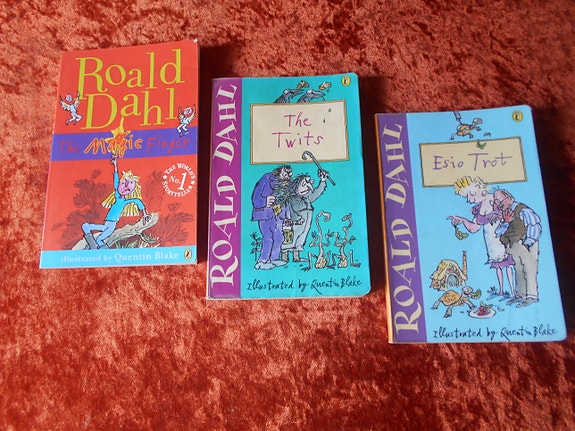 Roald
Dahl
The Magic Finger
THE WORLD'S
No.1
STORYTELLER
illustrated by Quentin Blake
ROALD DAHL
The
Twits
Illustrated by Quentin Blake
ROALD DAHL
Esio Trot
Illustrated by Quentin Blake